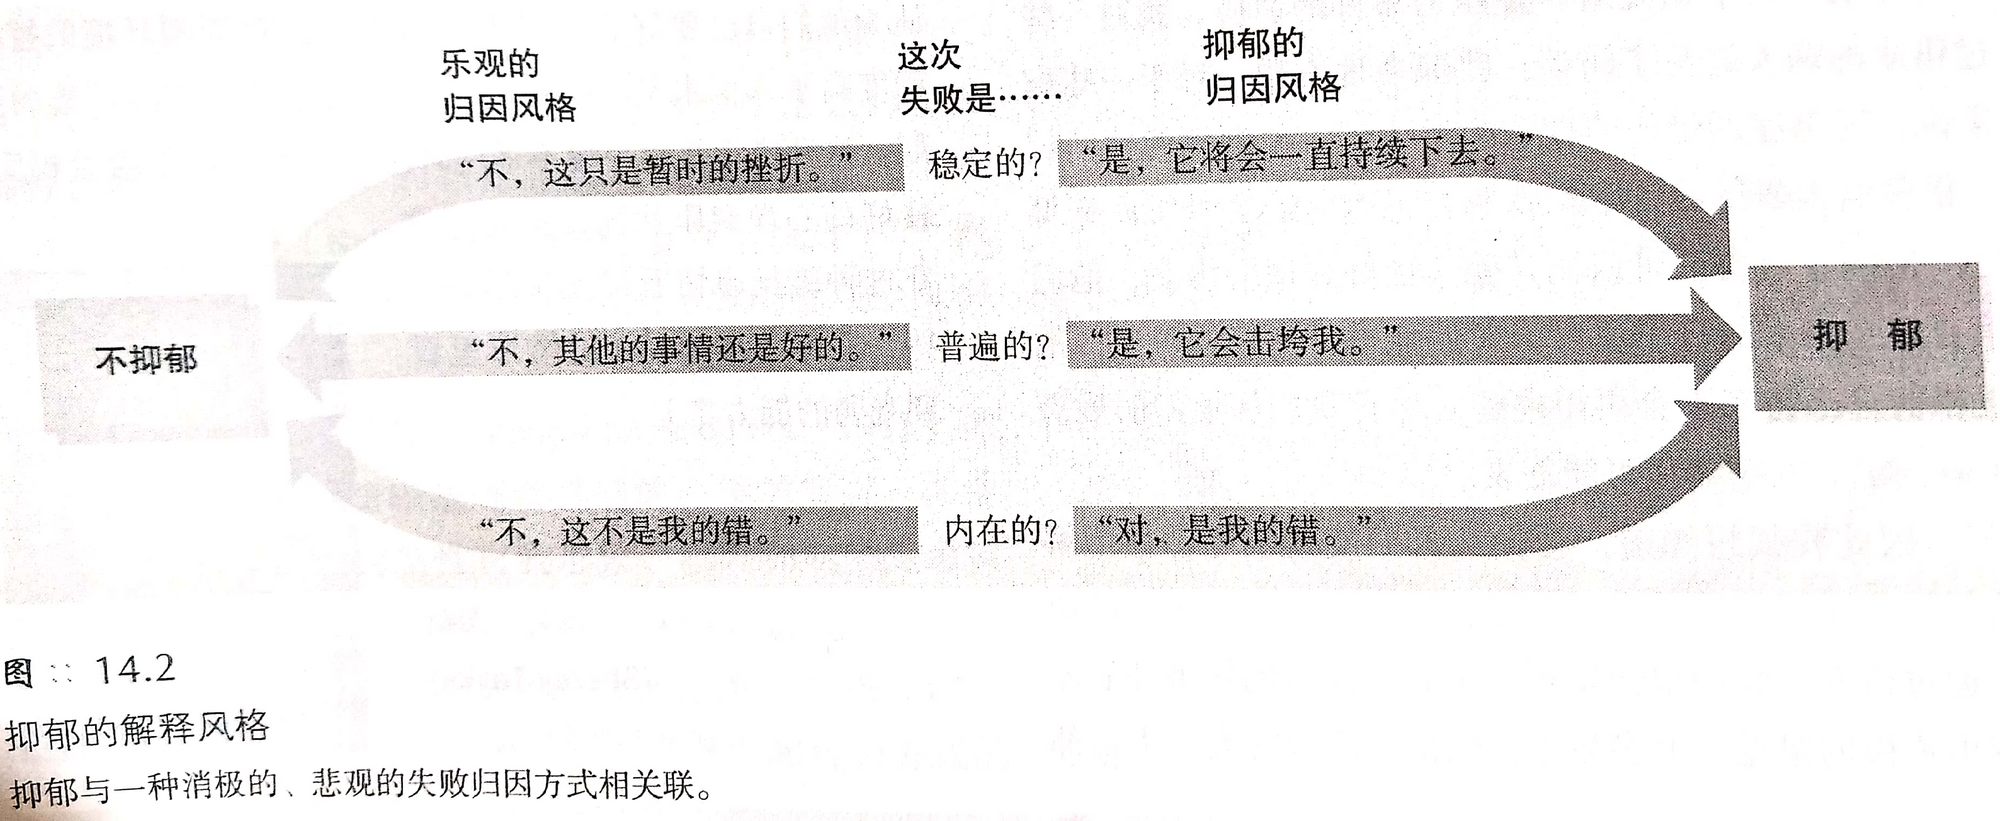 乐观的
归因风格
这次
失败是……
抑郁的
归因风格
“不，这只是暂时的挫折。” 稳定的？ “是，它将会一直持续下去。”
不抑郁 “不，其他的事情还是好的。” 普遍的？ “是，它会击垮我。” 抑 郁
“不，这不是我的错。” 内在的？ “对，是我的错。”
图 :: 14.2
抑郁的解释风格
抑郁与一种消极的、悲观的失败归因方式相关联。